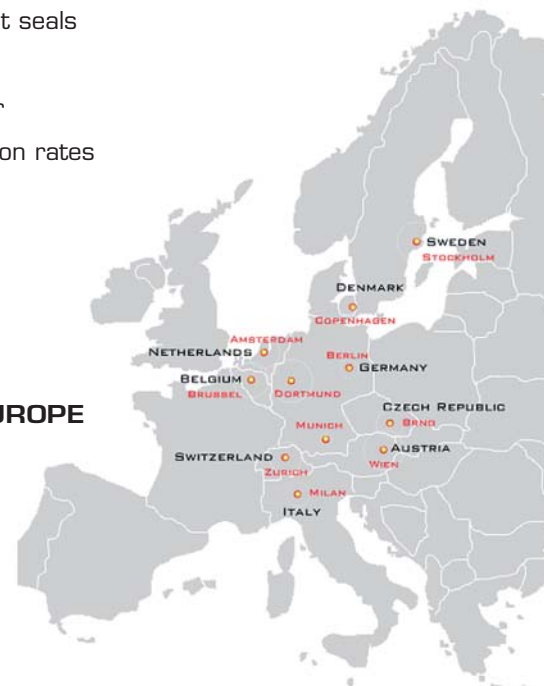 t seals
on rates
SWEDEN
STOCKHOLM
DENMARK
COPENHAGEN
AMSTERDAM
NETHERLANDS
BERLIN
GERMANY
BELGIUM
BRUSSEL
DORTMUND
UROPE
CZECH REPUBLIC
BRNO
MUNICH
AUSTRIA
SWITZERLAND
WIEN
ZURICH
MILAN
ITALY